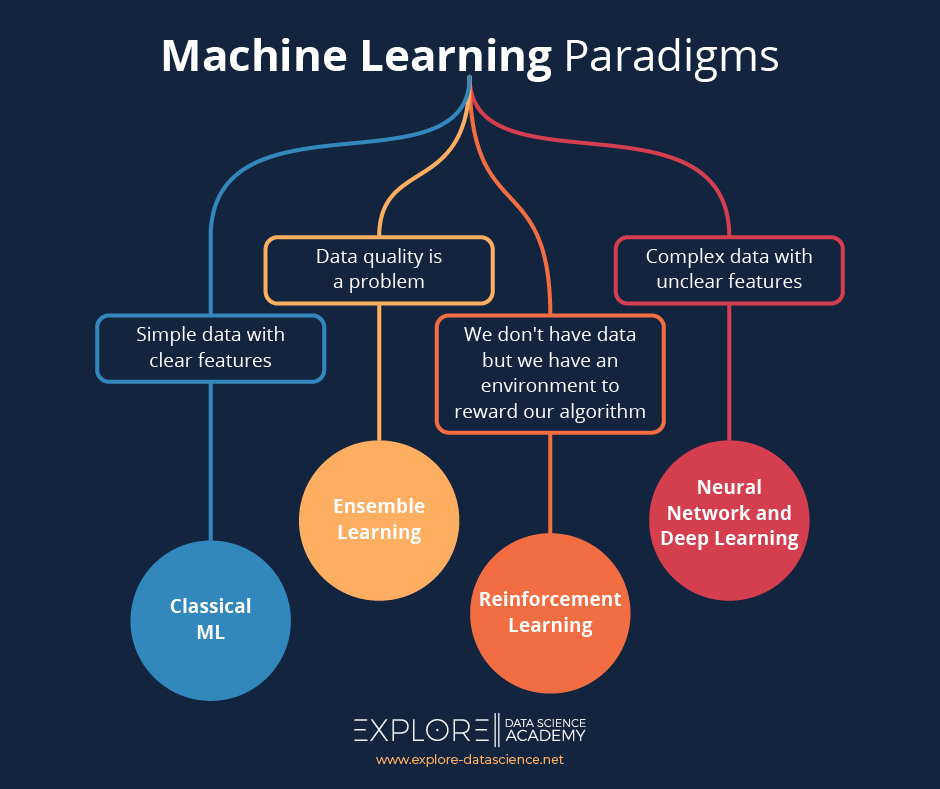 Machine Learning Paradigms
Simple data with
clear features
Classical
ML
Data quality is
a problem
Ensemble
Learning
We don't have data
but we have an
environment to
reward our algorithm
Reinforcement
Learning
Complex data with
unclear features
Neural
Network and
Deep Learning
EXPLORE
DATA SCIENCE
ACADEMY
www.explore-datascience.net